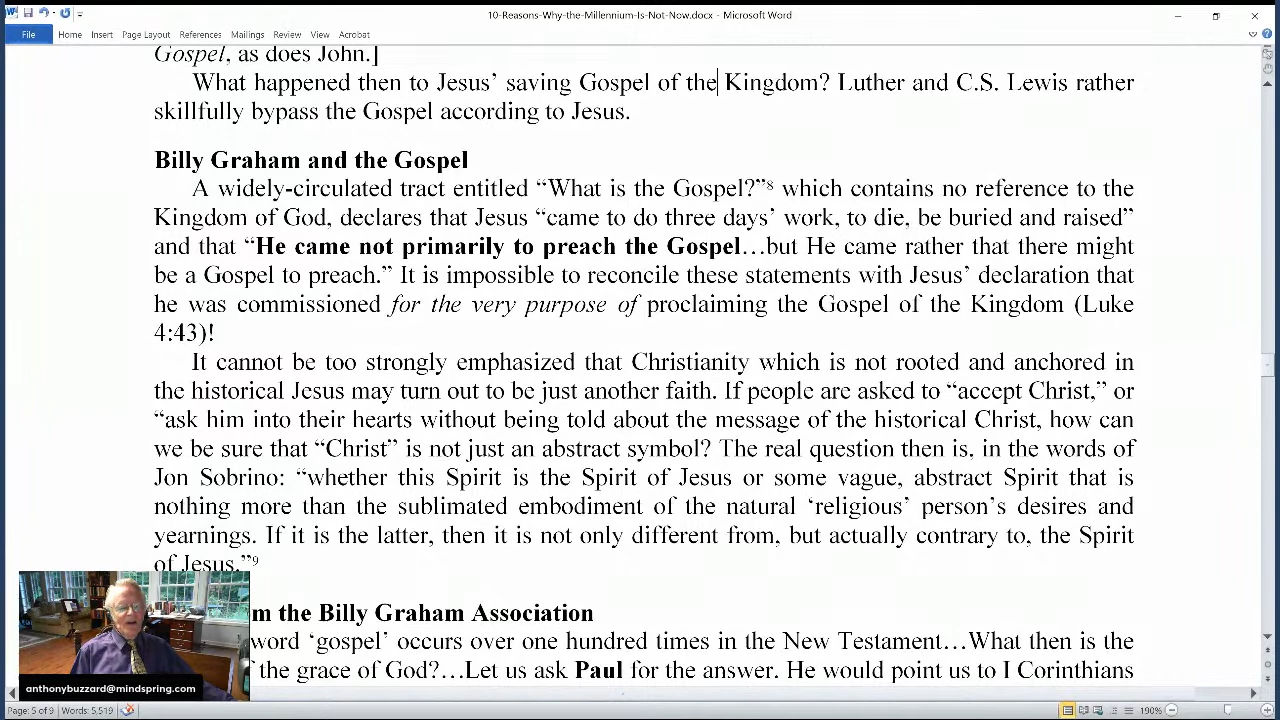 10-Reasons-Why-the-Millennium-Is-Not-Now.docx - Microsoft Word
File Home Insert Page Layout References Mailings Review View Acrobat
Gospel, as does John.]
What happened then to Jesus’ saving Gospel of the Kingdom? Luther and C.S. Lewis rather
skillfully bypass the Gospel according to Jesus.
Billy Graham and the Gospel
A widely-circulated tract entitled “What is the Gospel?”⁸ which contains no reference to the
Kingdom of God, declares that Jesus “came to do three days’ work, to die, be buried and raised”
and that “He came not primarily to preach the Gospel…but He came rather that there might
be a Gospel to preach.” It is impossible to reconcile these statements with Jesus’ declaration that
he was commissioned for the very purpose of proclaiming the Gospel of the Kingdom (Luke
4:43)!
It cannot be too strongly emphasized that Christianity which is not rooted and anchored in
the historical Jesus may turn out to be just another faith. If people are asked to “accept Christ,” or
“ask him into their hearts without being told about the message of the historical Christ, how can
we be sure that “Christ” is not just an abstract symbol? The real question then is, in the words of
Jon Sobrino: “whether this Spirit is the Spirit of Jesus or some vague, abstract Spirit that is
nothing more than the sublimated embodiment of the natural ‘religious’ person’s desires and
yearnings. If it is the latter, then it is not only different from, but actually contrary to, the Spirit
of Jesus.”⁹
m the Billy Graham Association
word ‘gospel’ occurs over one hundred times in the New Testament…What then is the
f the grace of God?…Let us ask Paul for the answer. He would point us to I Corinthians
anthonybuzzard@mindspring.com
Page: 5 of 9 Words: 5,519 190%